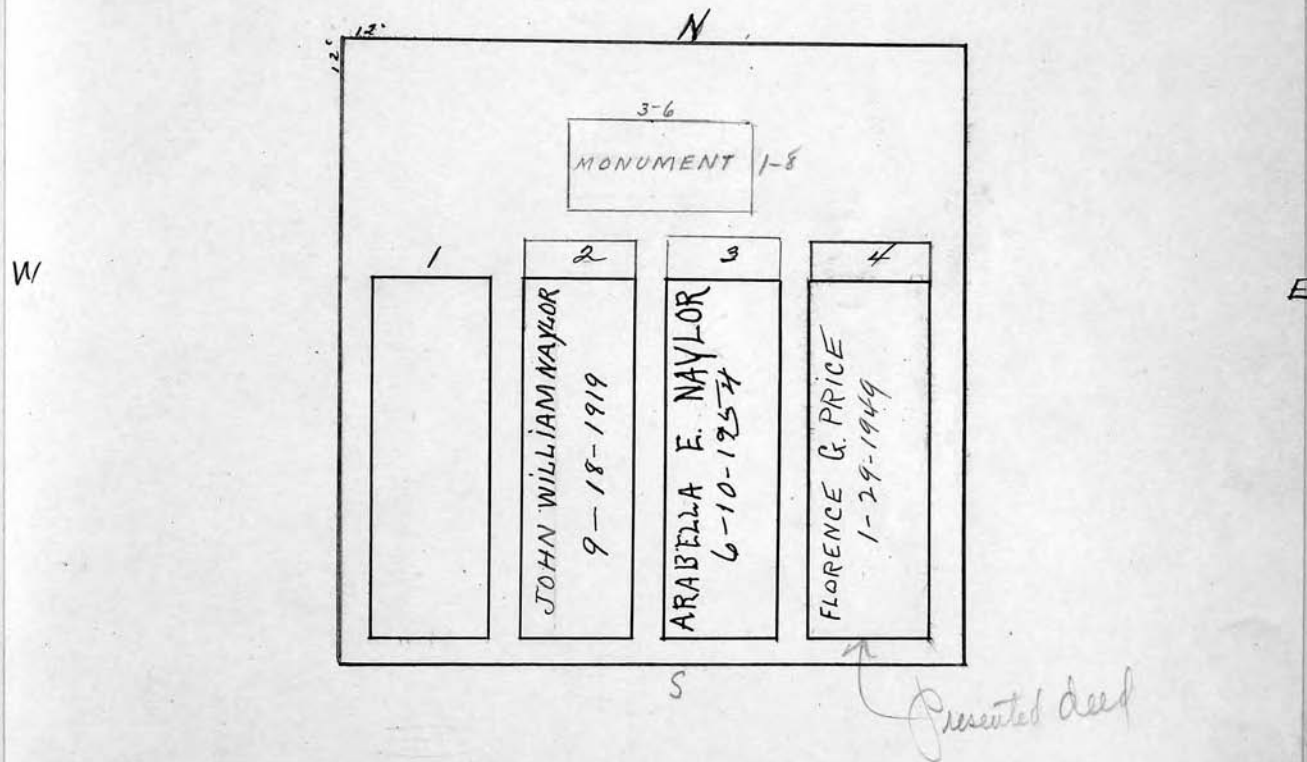 N
12'
12'
3-6
MONUMENT
1-8
W
E
1
2
3
4
JOHN WILLIAM NAYLOR
9-18-1919
ARABELLA E. NAYLOR
6-10-1954
FLORENCE G. PRICE
1-29-1949
S
Presented deed